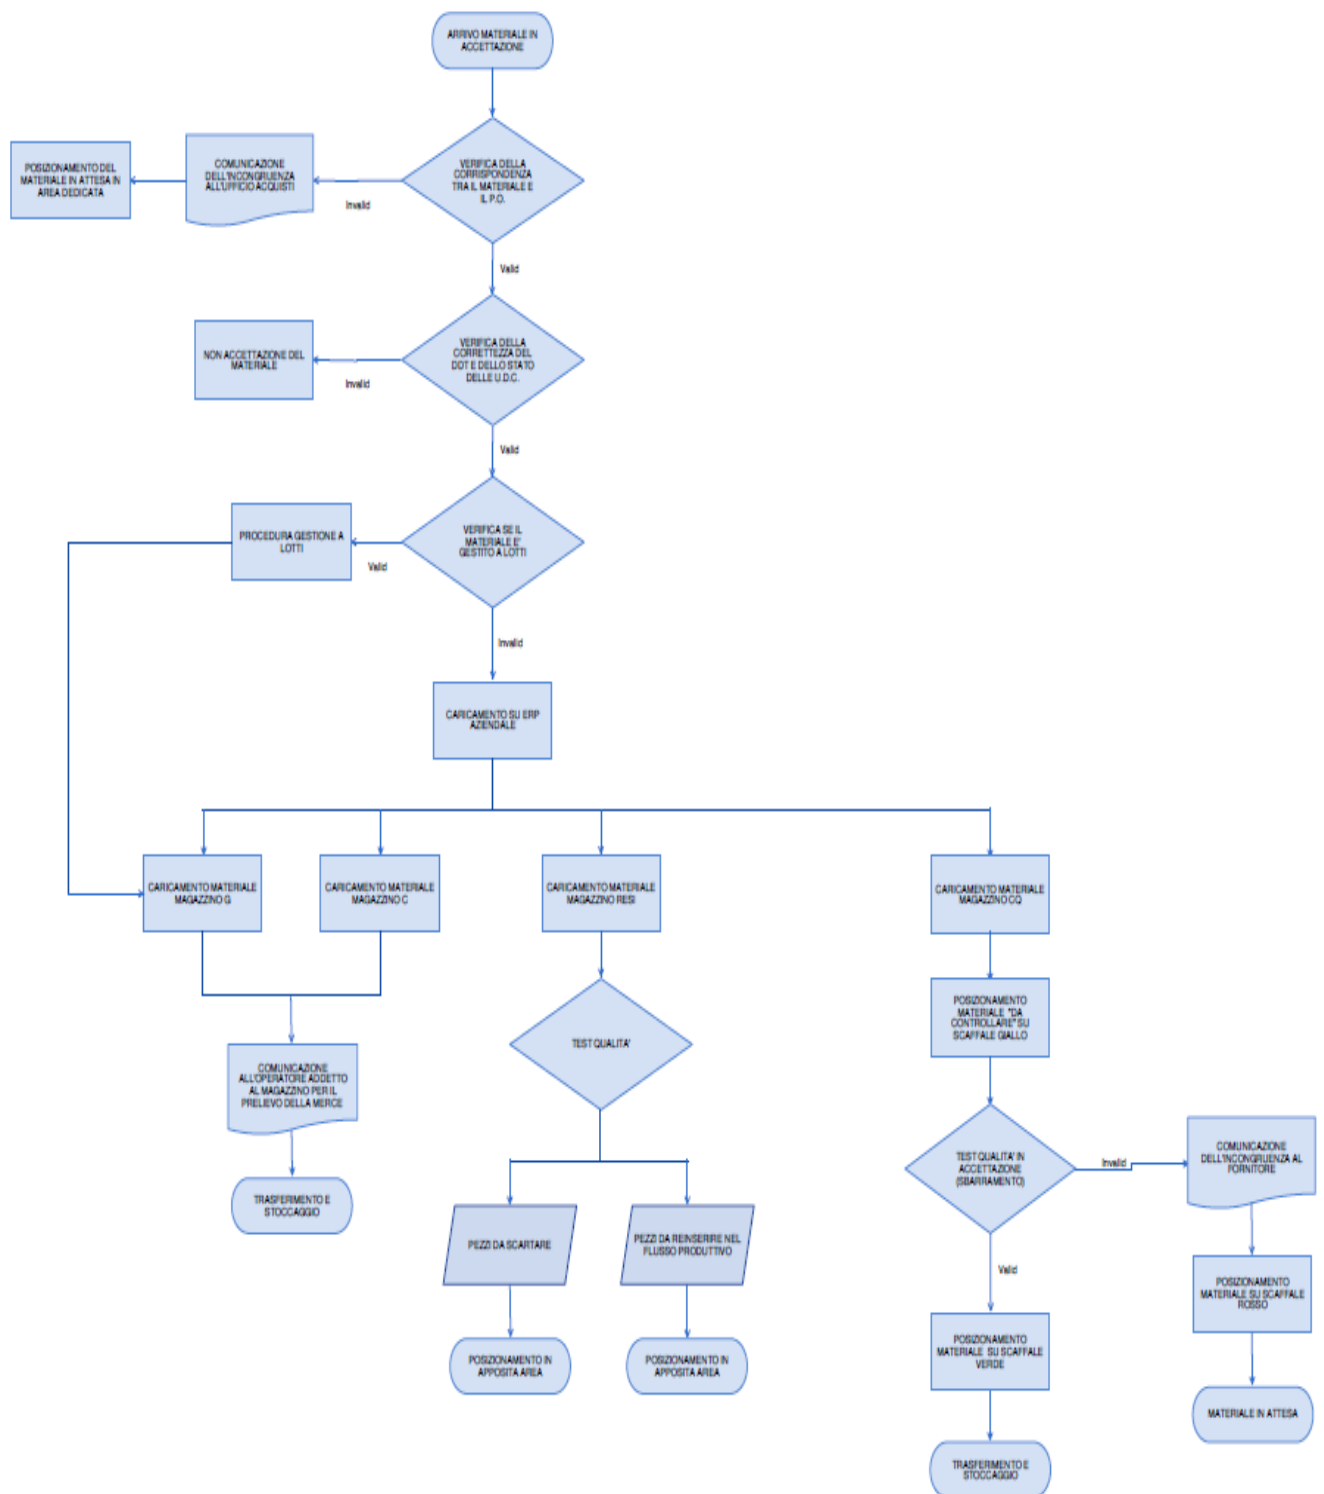 ARRIVO MATERIALE IN
ACCETTAZIONE
POSIZIONAMENTO DEL
MATERIALE IN ATTESA IN
AREA DEDICATA
COMUNICAZIONE
DELL'INCONGRUENZA
ALL'UFFICIO ACQUISTI
Invalid
VERIFICA DELLA
CORRISPONDENZA
TRA IL MATERIALE E
IL P.O.
Valid
NON ACCETTAZIONE DEL
MATERIALE
Invalid
VERIFICA DELLA
CORRETTEZZA DEL
DDT E DELLO STATO
DELLE U.D.C.
Valid
PROCEDURA GESTIONE A
LOTTI
Valid
VERIFICA SE IL
MATERIALE E'
GESTITO A LOTTI
Invalid
CARICAMENTO SU ERP
AZIENDALE
CARICAMENTO MATERIALE
MAGAZZINO G
CARICAMENTO MATERIALE
MAGAZZINO C
CARICAMENTO MATERIALE
MAGAZZINO RESI
CARICAMENTO MATERIALE
MAGAZZINO CQ
COMUNICAZIONE
ALL'OPERATORE ADDETTO
AL MAGAZZINO PER IL
PRELIEVO DELLA MERCE
TRASFERIMENTO E
STOCCAGGIO
TEST QUALITA'
PEZZI DA SCARTARE
PEZZI DA REINSERIRE NEL
FLUSSO PRODUTTIVO
POSIZIONAMENTO IN
APPOSITA AREA
POSIZIONAMENTO IN
APPOSITA AREA
POSIZIONAMENTO
MATERIALE "DA
CONTROLLARE" SU
SCAFFALE GIALLO
TEST QUALITA' IN
ACCETTAZIONE
(SBARRAMENTO)
Invalid
COMUNICAZIONE
DELL'INCONGRUENZA AL
FORNITORE
Valid
POSIZIONAMENTO
MATERIALE SU SCAFFALE
ROSSO
POSIZIONAMENTO
MATERIALE SU SCAFFALE
VERDE
MATERIALE IN ATTESA
TRASFERIMENTO E
STOCCAGGIO